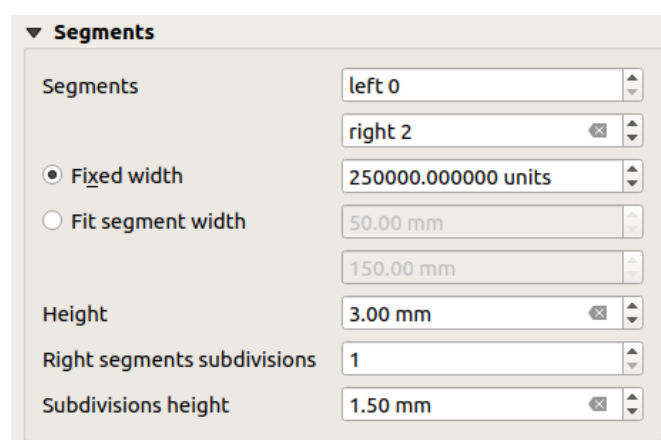 Segments
Segments left 0
right 2
Fixed width 250000.000000 units
Fit segment width 50.00 mm
150.00 mm
Height 3.00 mm
Right segments subdivisions 1
Subdivisions height 1.50 mm